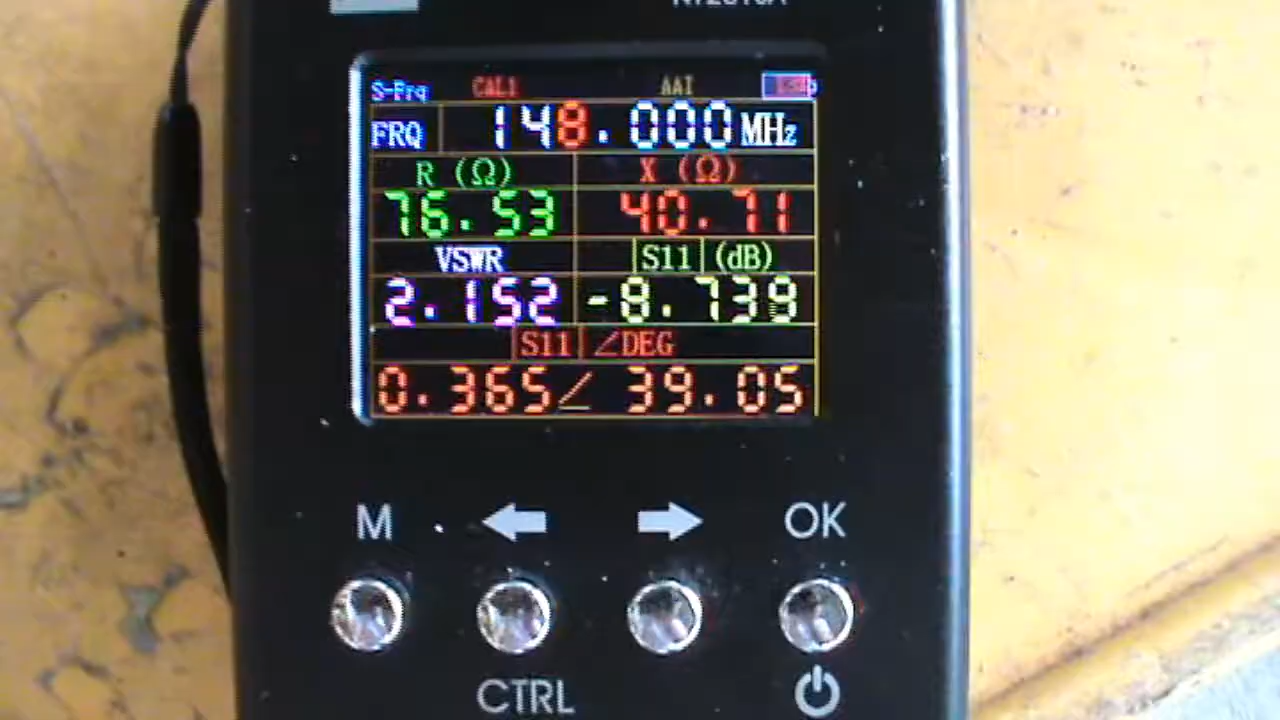 S-Frq CAL1 AAI
FRQ 148.000 MHz
R (Ω) X (Ω)
76.53 40.71
VSWR |S11| (dB)
2.152 -8.739
|S11| ∠DEG
0.365∠ 39.05
M ← → OK
CTRL